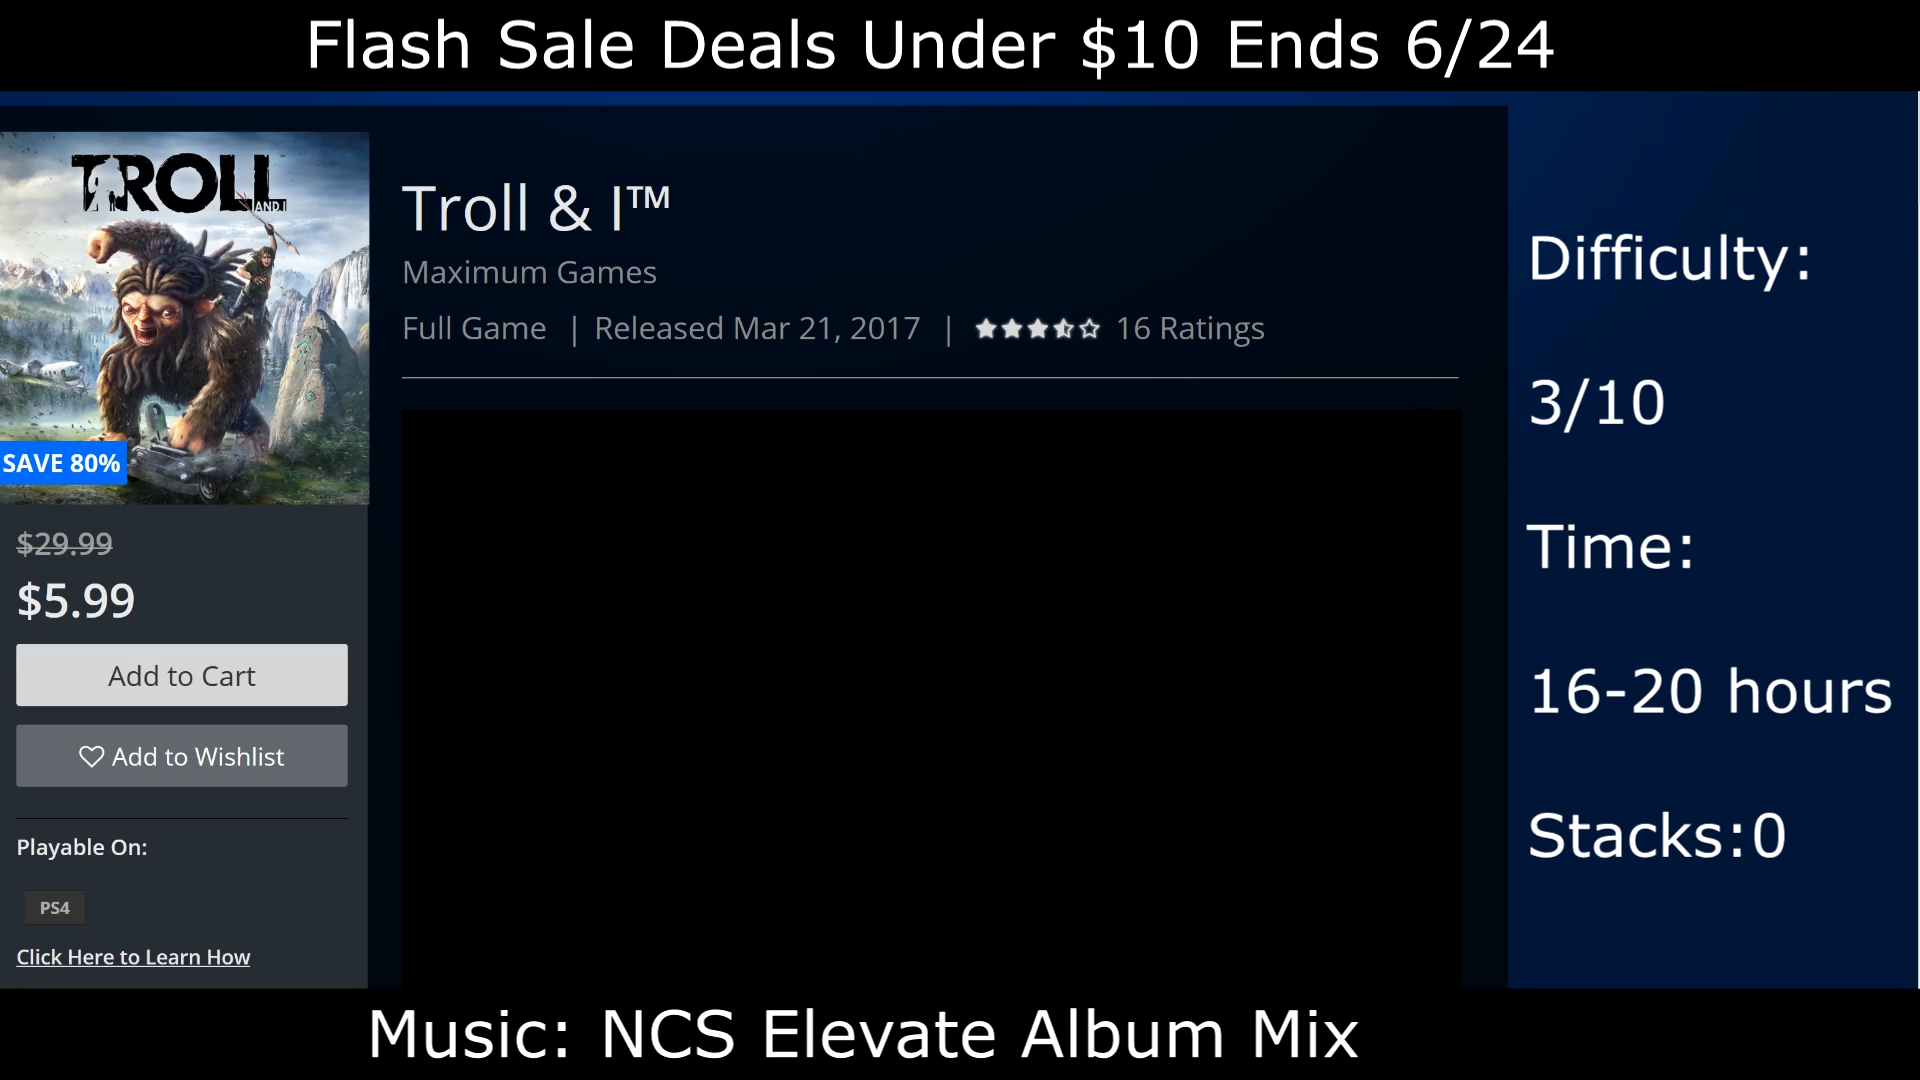 Flash Sale Deals Under $10 Ends 6/24
TROLL
AND I
SAVE 80%
$29.99
$5.99
Add to Cart
Add to Wishlist
Playable On:
PS4
Click Here to Learn How
Troll & I™
Maximum Games
Full Game | Released Mar 21, 2017 | 16 Ratings
Difficulty:
3/10
Time:
16-20 hours
Stacks:0
Music: NCS Elevate Album Mix